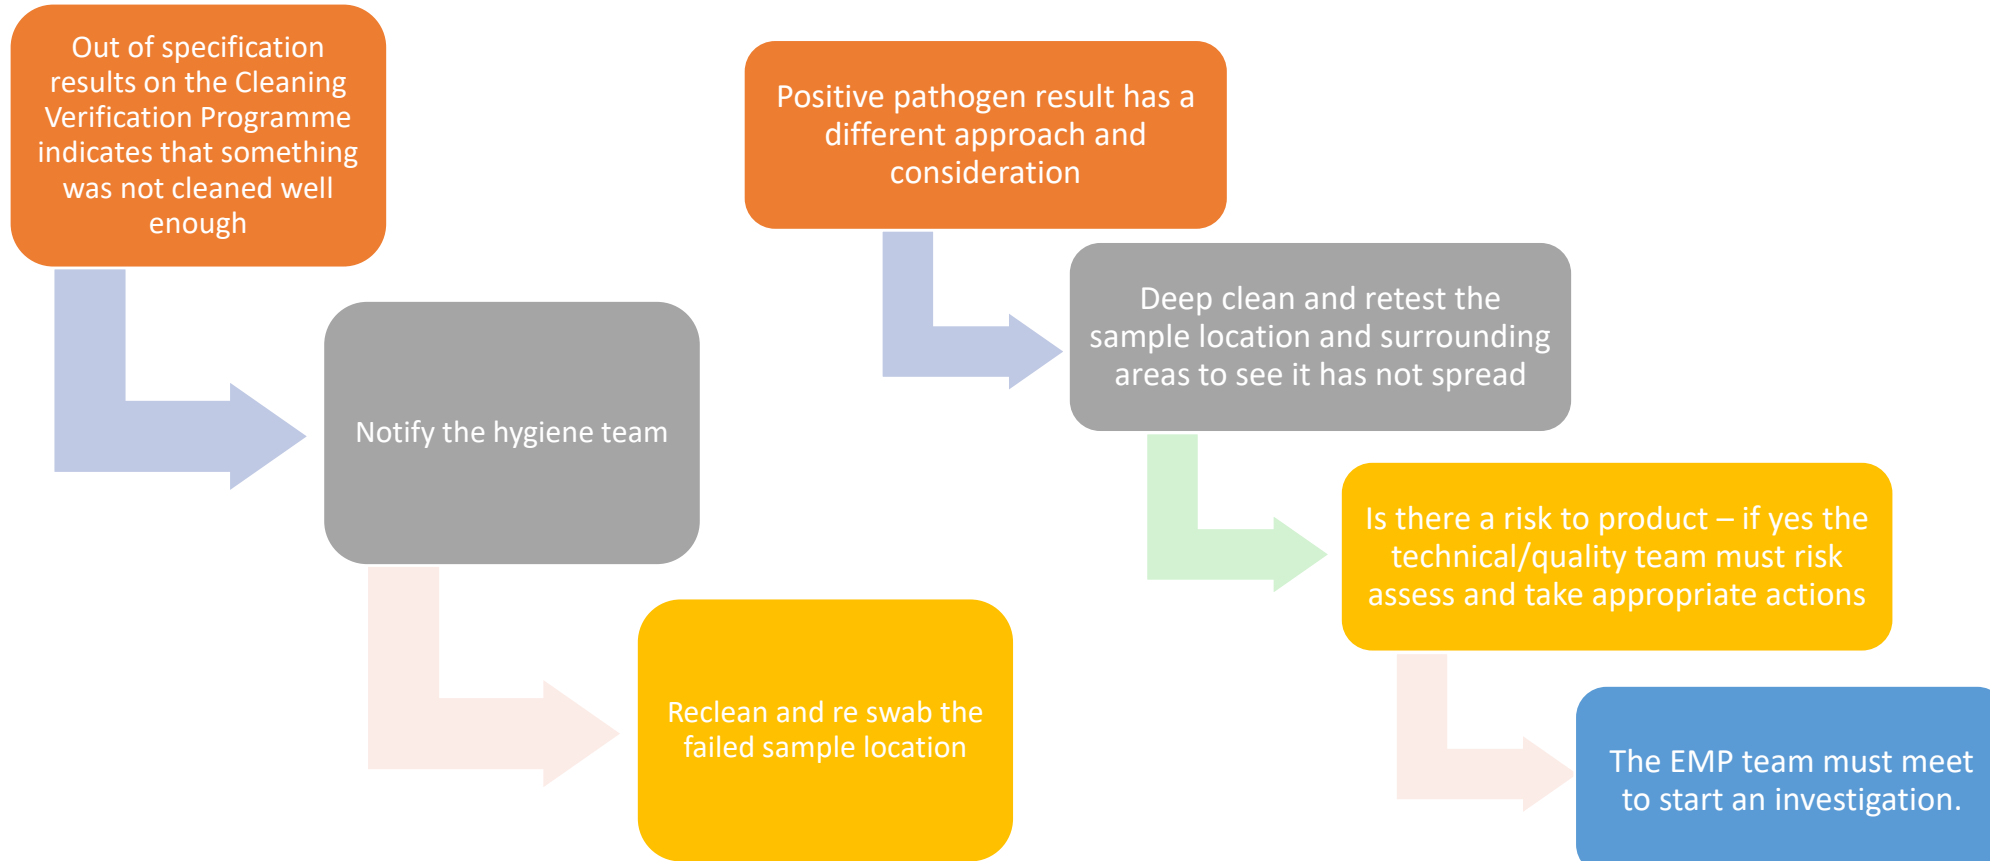 Out of specification
results on the Cleaning
Verification Programme
indicates that something
was not cleaned well
enough
Notify the hygiene team
Reclean and re swab the
failed sample location
Positive pathogen result has a
different approach and
consideration
Deep clean and retest the
sample location and surrounding
areas to see it has not spread
Is there a risk to product – if yes the
technical/quality team must risk
assess and take appropriate actions
The EMP team must meet
to start an investigation.